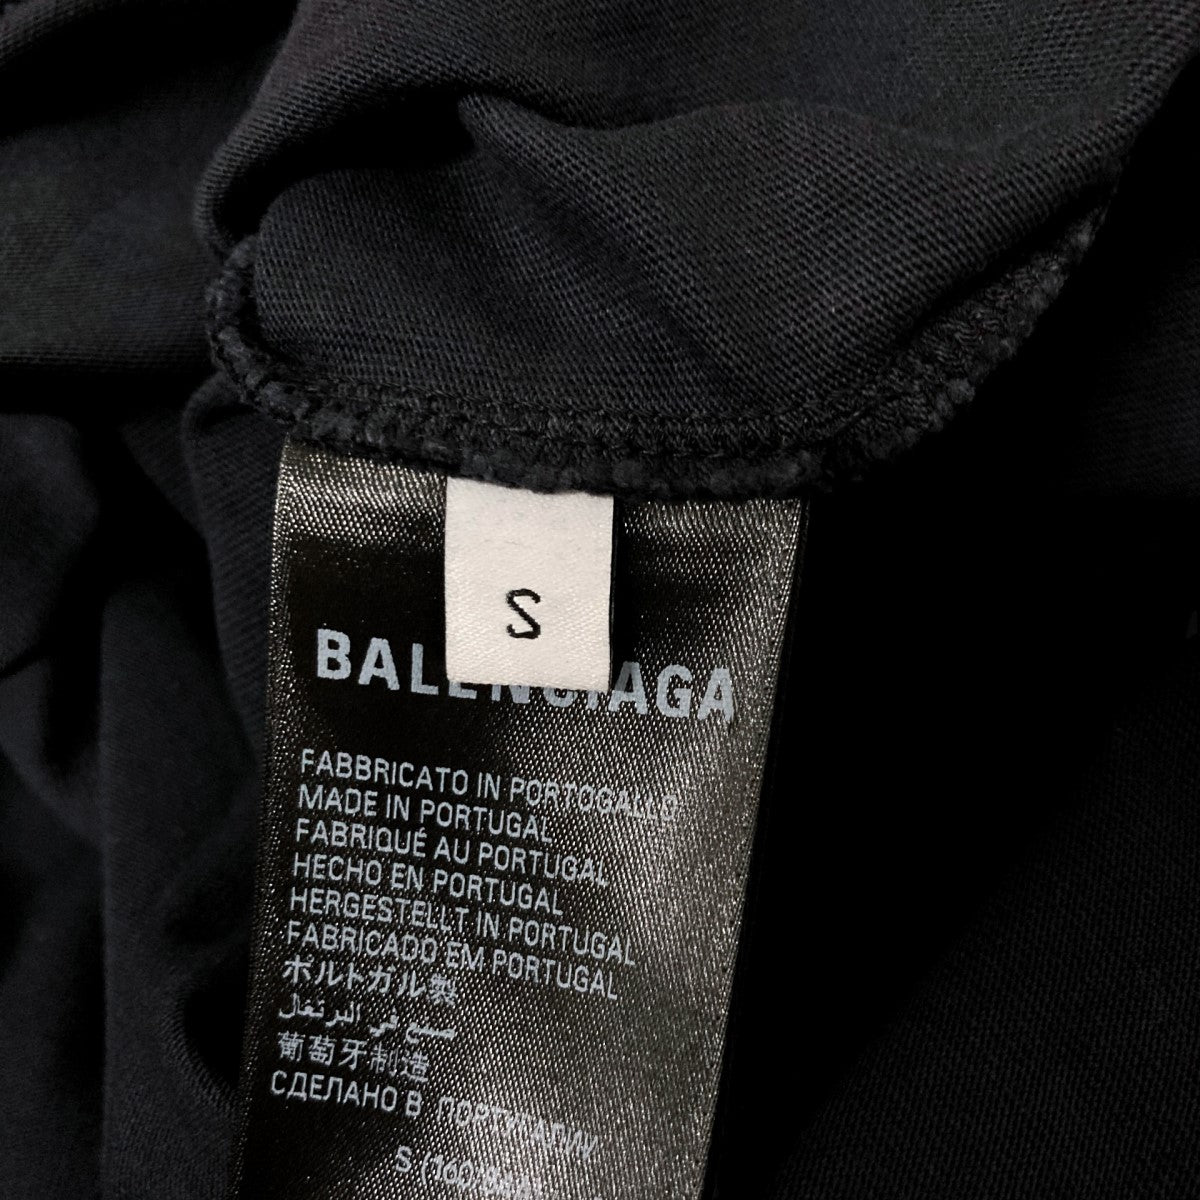 S
BALENCIAGA
FABBRICATO IN PORTOGALLO
MADE IN PORTUGAL
FABRIQUÉ AU PORTUGAL
HECHO EN PORTUGAL
HERGESTELLT IN PORTUGAL
FABRICADO EM PORTUGAL
ポルトガル製
صنع في البرتغال
葡萄牙制造
СДЕЛАНО В ПОРТУГАЛИИ
S